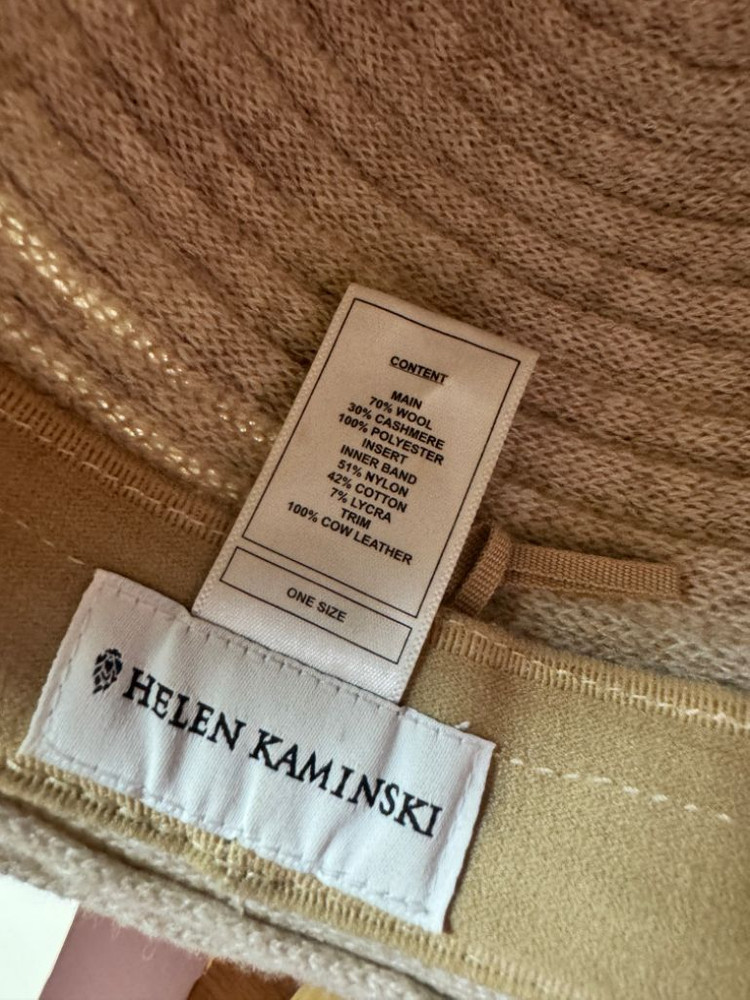 CONTENT
MAIN
70% WOOL
30% CASHMERE
100% POLYESTER
INSERT
INNER BAND
51% NYLON
42% COTTON
7% LYCRA
TRIM
100% COW LEATHER
ONE SIZE
HELEN KAMINSKI